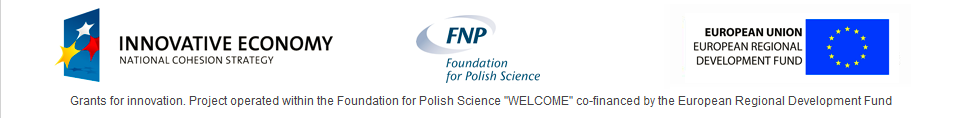 INNOVATIVE ECONOMY
NATIONAL COHESION STRATEGY
FNP
Foundation
for Polish Science
EUROPEAN UNION
EUROPEAN REGIONAL
DEVELOPMENT FUND
Grants for innovation. Project operated within the Foundation for Polish Science "WELCOME" co-financed by the European Regional Development Fund